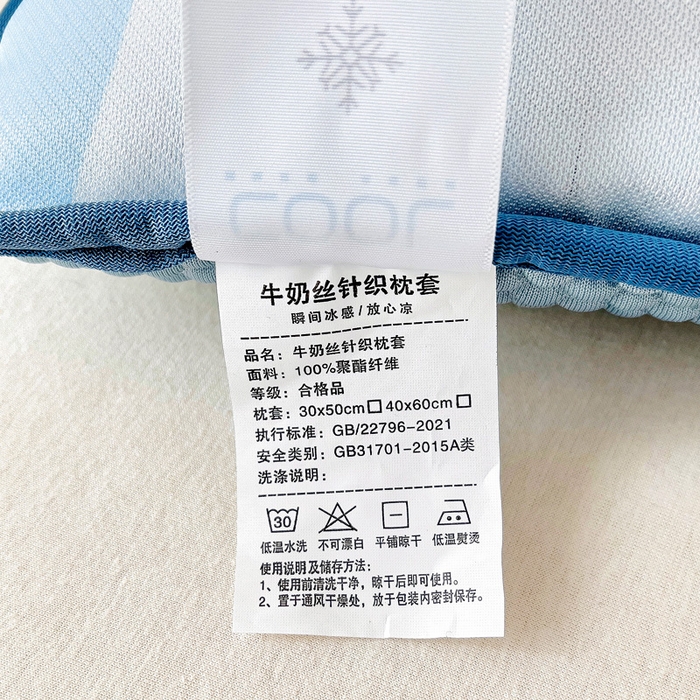 cool
牛奶丝针织枕套
瞬间冰感/放心凉
品名：牛奶丝针织枕套
面料：100%聚酯纤维
等级：合格品
枕套：30x50cm□ 40x60cm□
执行标准：GB/22796-2021
安全类别：GB31701-2015A类
洗涤说明：
30
低温水洗 不可漂白 平铺晾干 低温熨烫
使用说明及储存方法：
1、使用前清洗干净，晾干后即可使用。
2、置于通风干燥处，放于包装内密封保存。